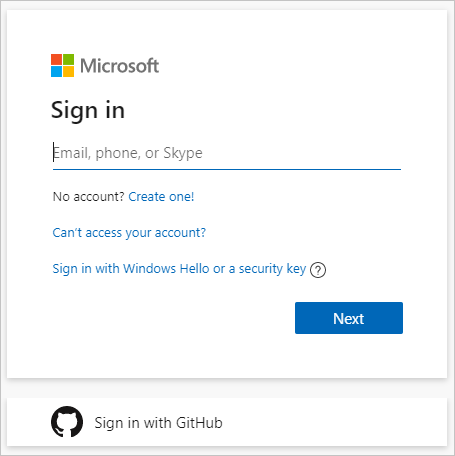 Microsoft
Sign in
Email, phone, or Skype
No account? Create one!
Can't access your account?
Sign in with Windows Hello or a security key ?
Next
Sign in with GitHub